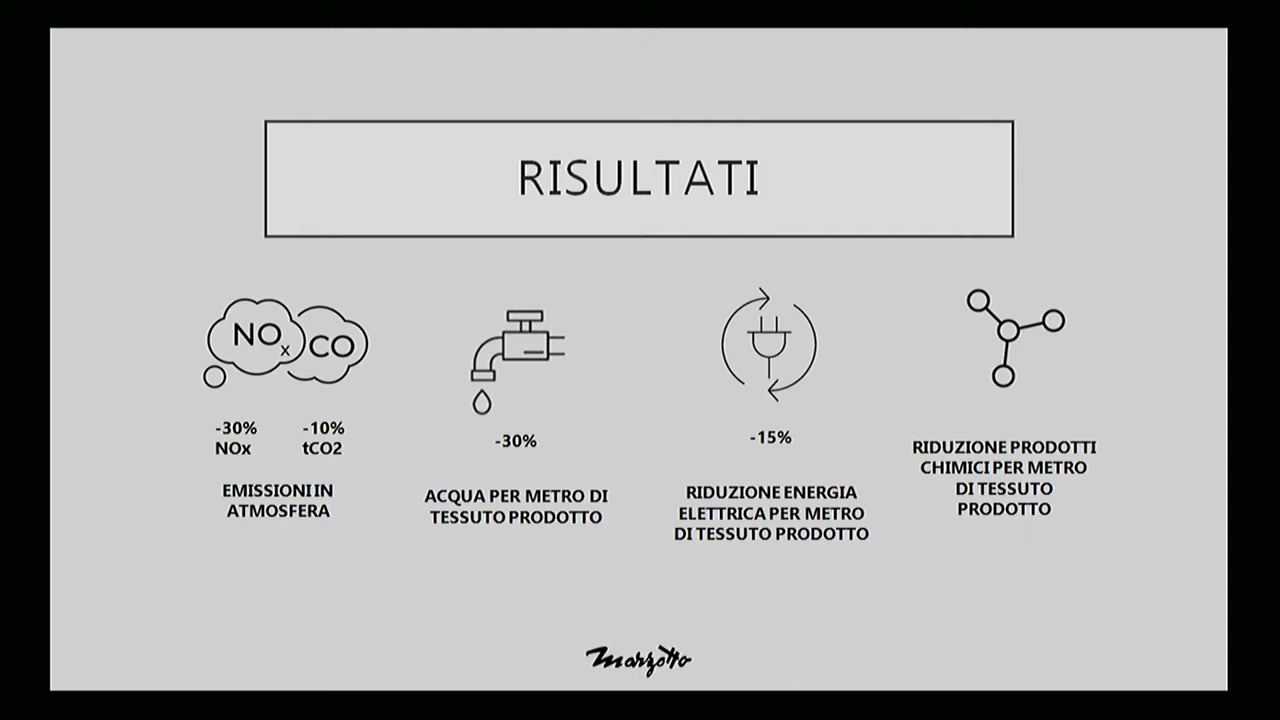 RISULTATI
NOx
CO
-30%
NOx
-10%
tCO2
EMISSIONI IN
ATMOSFERA
-30%
ACQUA PER METRO DI
TESSUTO PRODOTTO
-15%
RIDUZIONE ENERGIA
ELETTRICA PER METRO
DI TESSUTO PRODOTTO
RIDUZIONE PRODOTTI
CHIMICI PER METRO
DI TESSUTO
PRODOTTO
Marzotto